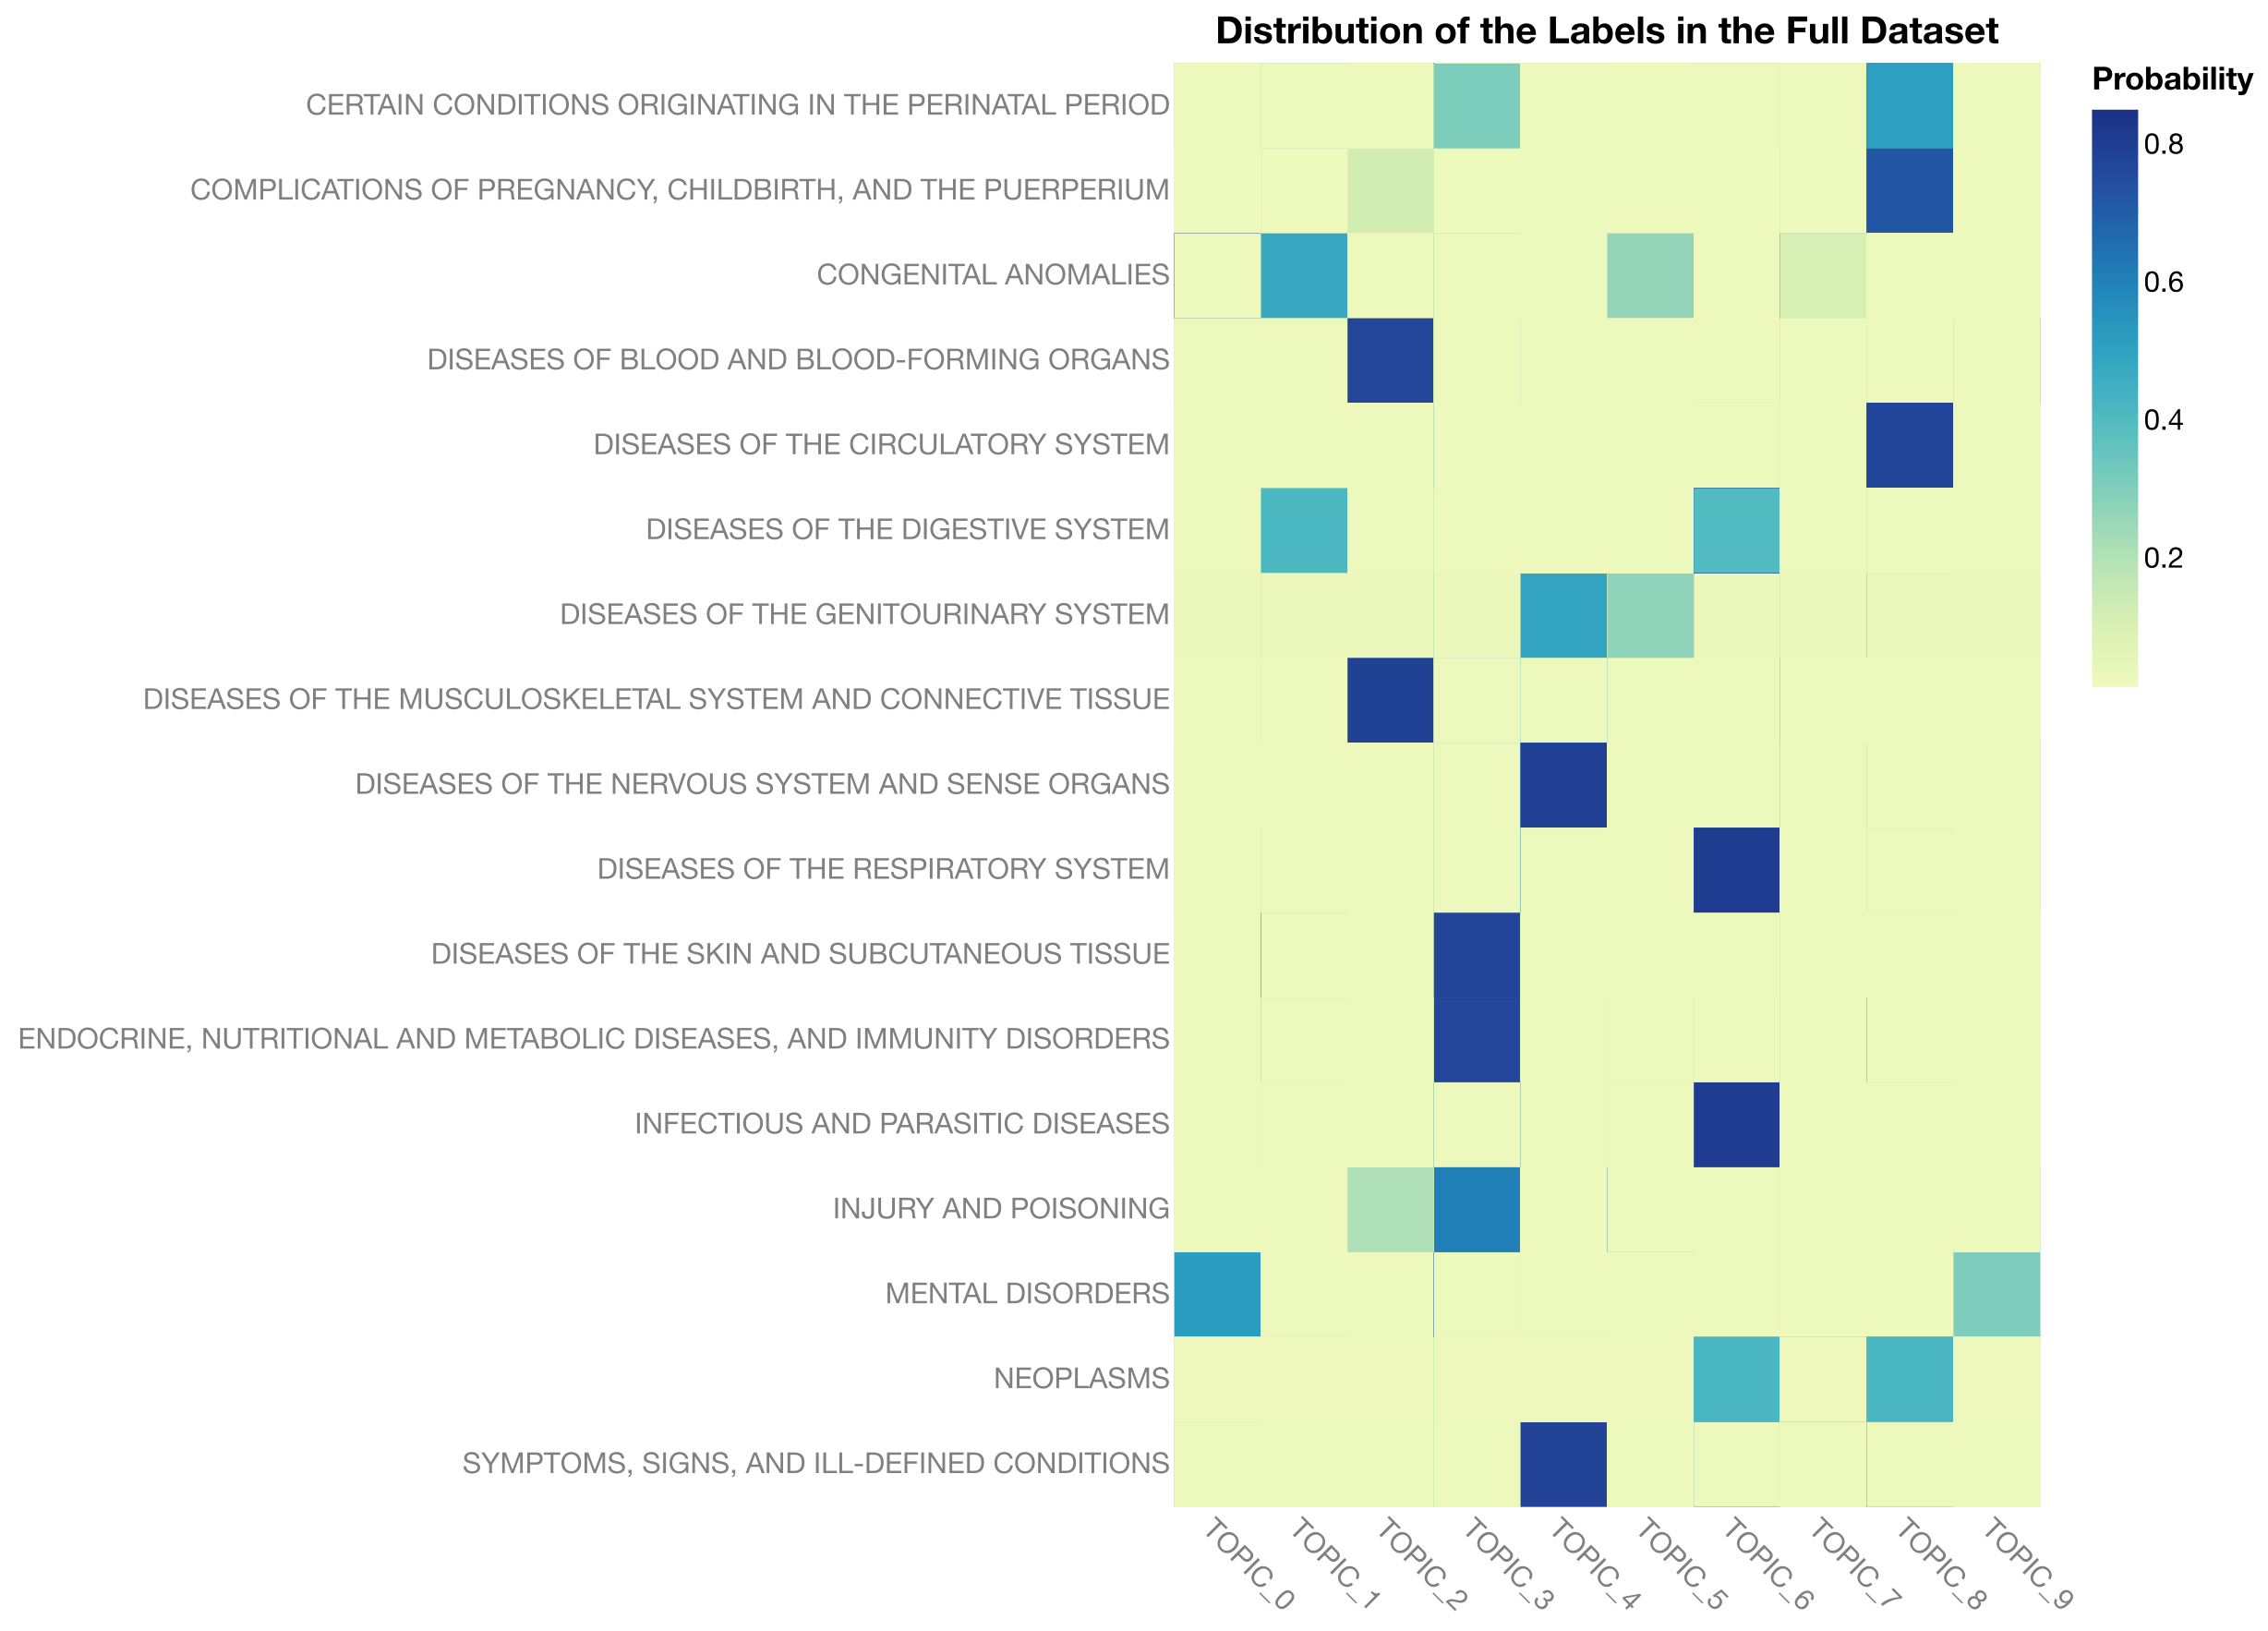 Distribution of the Labels in the Full Dataset
Probability
0.8
0.6
0.4
0.2
CERTAIN CONDITIONS ORIGINATING IN THE PERINATAL PERIOD
COMPLICATIONS OF PREGNANCY, CHILDBIRTH, AND THE PUERPERIUM
CONGENITAL ANOMALIES
DISEASES OF BLOOD AND BLOOD-FORMING ORGANS
DISEASES OF THE CIRCULATORY SYSTEM
DISEASES OF THE DIGESTIVE SYSTEM
DISEASES OF THE GENITOURINARY SYSTEM
DISEASES OF THE MUSCULOSKELETAL SYSTEM AND CONNECTIVE TISSUE
DISEASES OF THE NERVOUS SYSTEM AND SENSE ORGANS
DISEASES OF THE RESPIRATORY SYSTEM
DISEASES OF THE SKIN AND SUBCUTANEOUS TISSUE
ENDOCRINE, NUTRITIONAL AND METABOLIC DISEASES, AND IMMUNITY DISORDERS
INFECTIOUS AND PARASITIC DISEASES
INJURY AND POISONING
MENTAL DISORDERS
NEOPLASMS
SYMPTOMS, SIGNS, AND ILL-DEFINED CONDITIONS
TOPIC_0
TOPIC_1
TOPIC_2
TOPIC_3
TOPIC_4
TOPIC_5
TOPIC_6
TOPIC_7
TOPIC_8
TOPIC_9